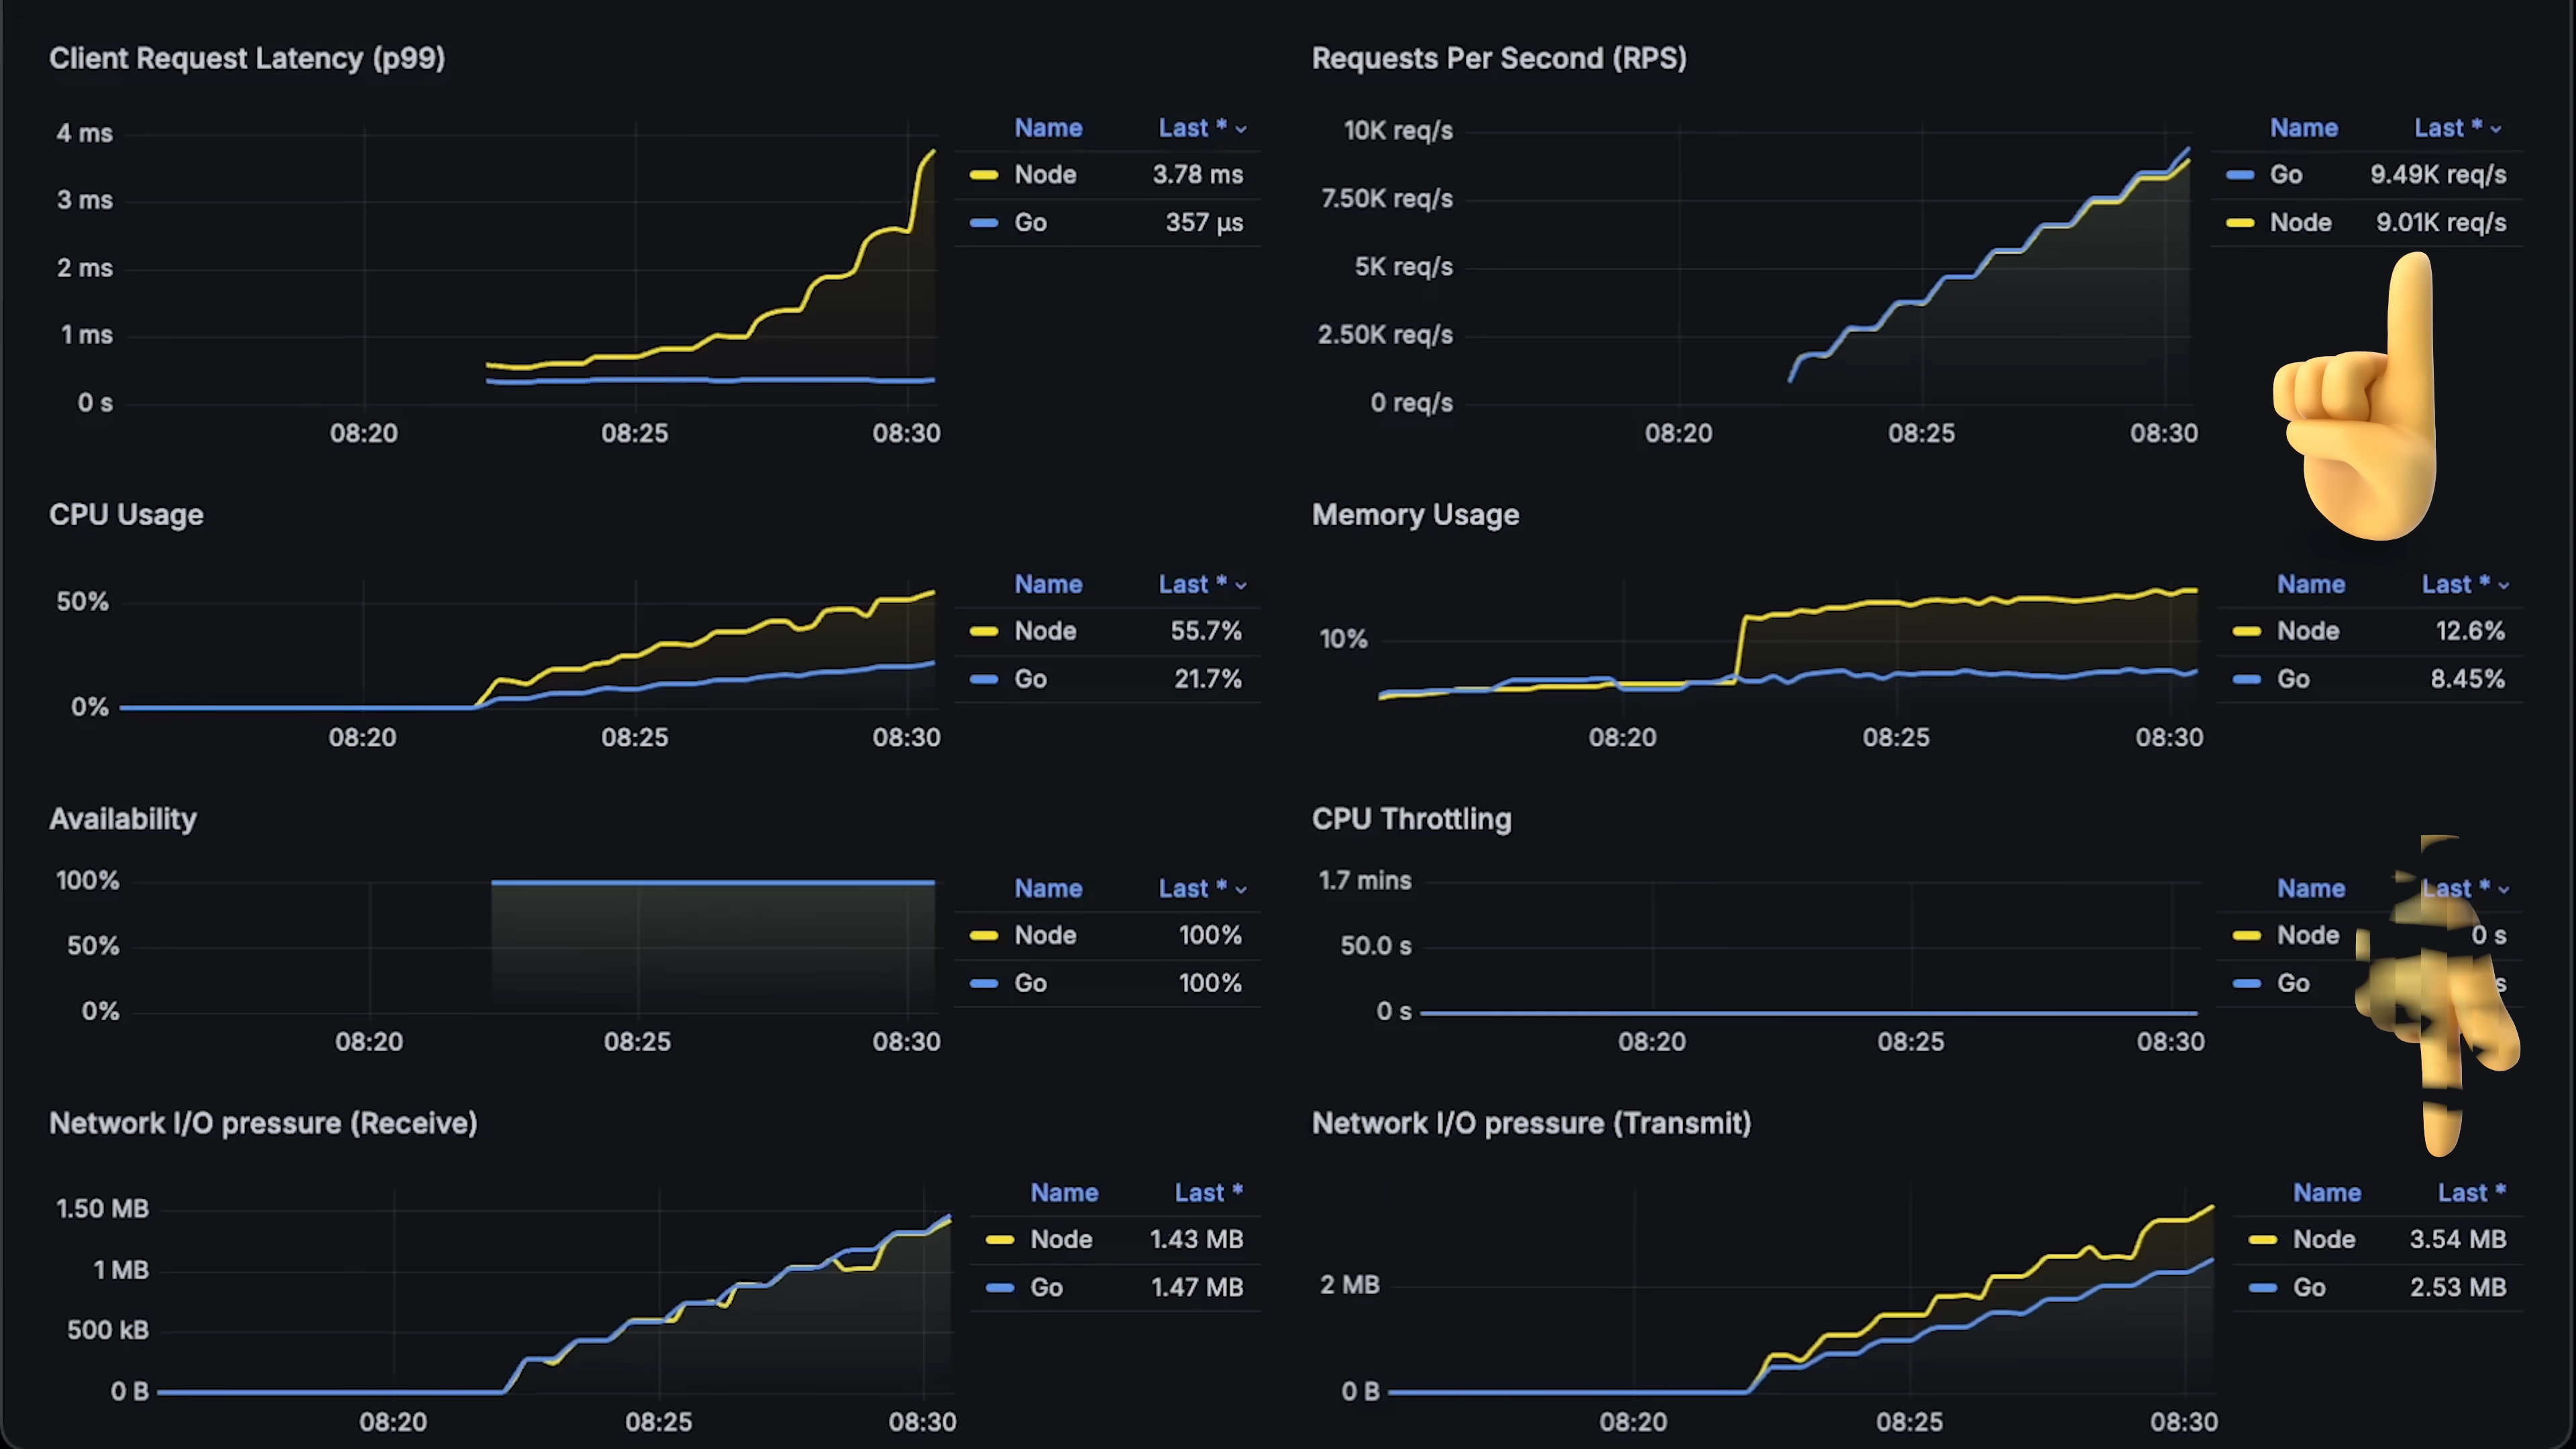 Client Request Latency (p99)
4 ms
3 ms
2 ms
1 ms
0 s
08:20 08:25 08:30
Name Last *
Node 3.78 ms
Go 357 µs
Requests Per Second (RPS)
10K req/s
7.50K req/s
5K req/s
2.50K req/s
0 req/s
08:20 08:25 08:30
Name Last *
Go 9.49K req/s
Node 9.01K req/s
CPU Usage
50%
0%
08:20 08:25 08:30
Name Last *
Node 55.7%
Go 21.7%
Memory Usage
10%
08:20 08:25 08:30
Name Last *
Node 12.6%
Go 8.45%
Availability
100%
50%
0%
08:20 08:25 08:30
Name Last *
Node 100%
Go 100%
CPU Throttling
1.7 mins
50.0 s
0 s
08:20 08:25 08:30
Name Last *
Node 0 s
Go s
Network I/O pressure (Receive)
1.50 MB
1 MB
500 kB
0 B
08:20 08:25 08:30
Name Last *
Node 1.43 MB
Go 1.47 MB
Network I/O pressure (Transmit)
2 MB
0 B
08:20 08:25 08:30
Name Last *
Node 3.54 MB
Go 2.53 MB